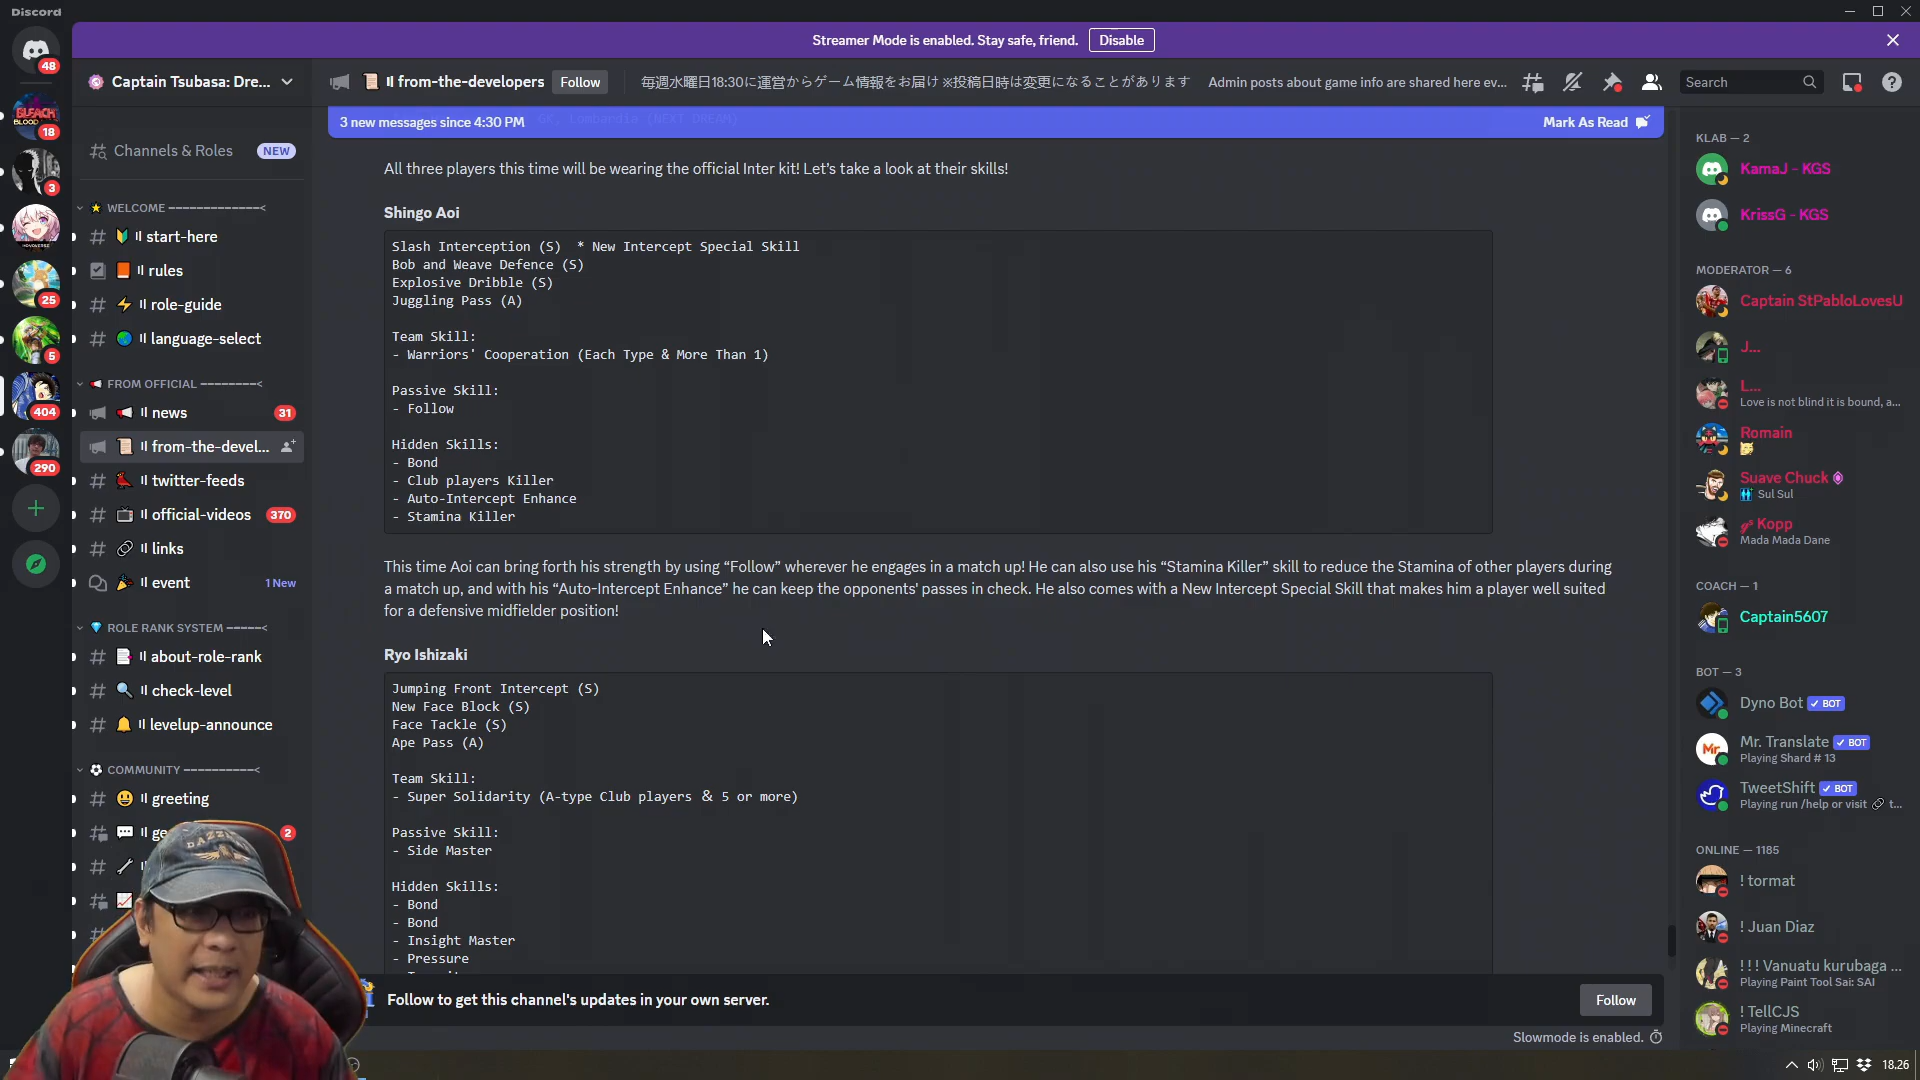 Discord
Streamer Mode is enabled. Stay safe, friend.
Disable
48
18
3
25
5
404
290
Captain Tsubasa: Dre...
Channels & Roles
NEW
WELCOME -------------<
start-here
rules
role-guide
language-select
FROM OFFICIAL ---------<
news
31
from-the-devel...
twitter-feeds
official-videos
370
links
event
1 New
ROLE RANK SYSTEM -----<
about-role-rank
check-level
levelup-announce
COMMUNITY -----------<
greeting
ge
2
from-the-developers
Follow
毎週水曜日18:30に運営からゲーム情報をお届け ※投稿日時は変更になることがあります
Admin posts about game info are shared here ev...
Search
3 new messages since 4:30 PM
GK, Lombardia (NEXT DREAM)
Mark As Read
All three players this time will be wearing the official Inter kit! Let's take a look at their skills!
Shingo Aoi
Slash Interception (S)  * New Intercept Special Skill
Bob and Weave Defence (S)
Explosive Dribble (S)
Juggling Pass (A)
Team Skill:
- Warriors' Cooperation (Each Type & More Than 1)
Passive Skill:
- Follow
Hidden Skills:
- Bond
- Club players Killer
- Auto-Intercept Enhance
- Stamina Killer
This time Aoi can bring forth his strength by using “Follow” wherever he engages in a match up! He can also use his “Stamina Killer” skill to reduce the Stamina of other players during
a match up, and with his “Auto-Intercept Enhance” he can keep the opponents' passes in check. He also comes with a New Intercept Special Skill that makes him a player well suited
for a defensive midfielder position!
Ryo Ishizaki
Jumping Front Intercept (S)
New Face Block (S)
Face Tackle (S)
Ape Pass (A)
Team Skill:
- Super Solidarity (A-type Club players & 5 or more)
Passive Skill:
- Side Master
Hidden Skills:
- Bond
- Bond
- Insight Master
- Pressure
Follow to get this channel's updates in your own server.
Follow
Slowmode is enabled.
KLAB — 2
KamaJ - KGS
KrissG - KGS
MODERATOR — 6
Captain StPabloLovesU
J...
L...
Love is not blind it is bound, a...
Romain
Suave Chuck
Sul Sul
Kopp
Mada Mada Dane
COACH — 1
Captain5607
BOT — 3
Dyno Bot
BOT
Mr. Translate
BOT
Playing Shard # 13
TweetShift
BOT
Playing run /help or visit t...
ONLINE — 1185
! tormat
! Juan Diaz
!!! Vanuatu kurubaga ...
Playing Paint Tool Sai: SAI
! TellCJS
Playing Minecraft
18.26